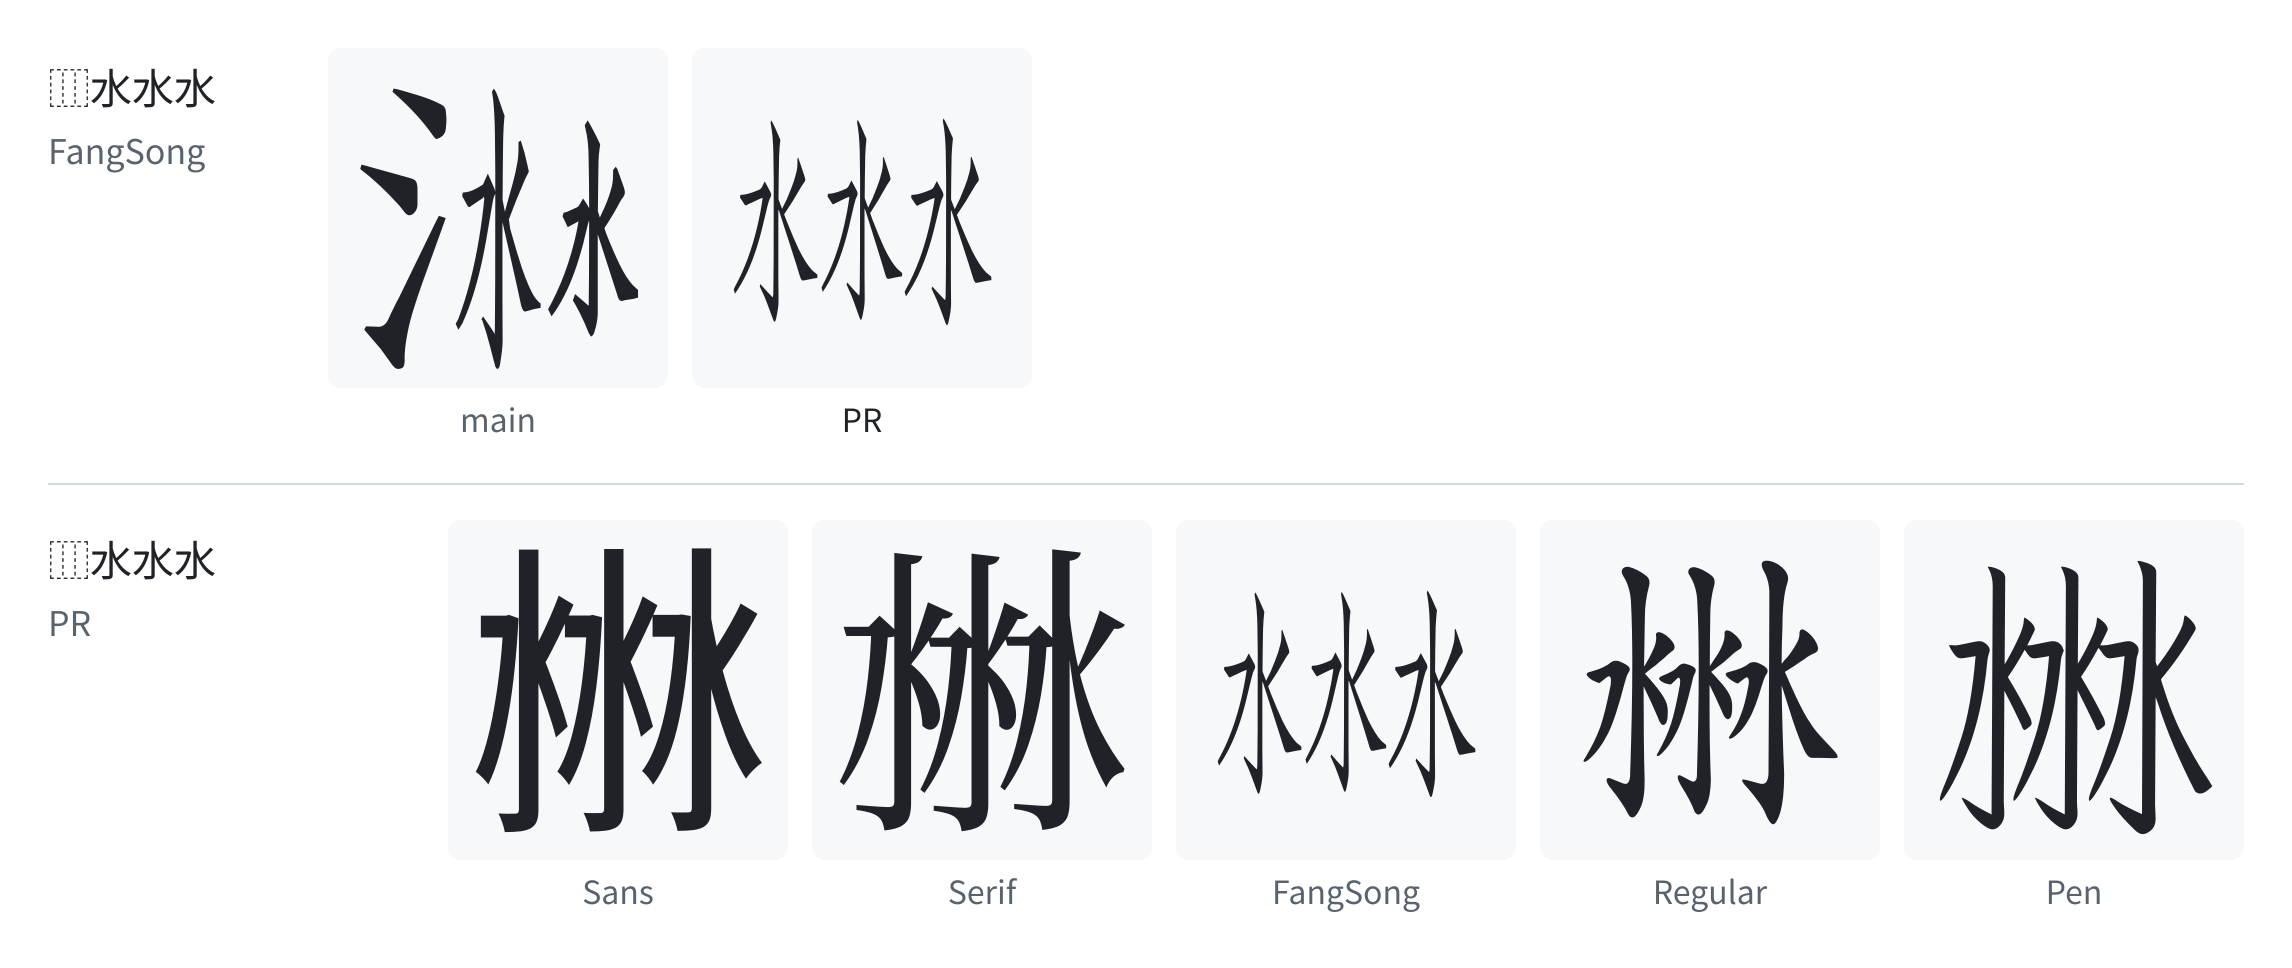 ⿲水水水
FangSong
main
PR
⿲水水水
PR
Sans
Serif
FangSong
Regular
Pen